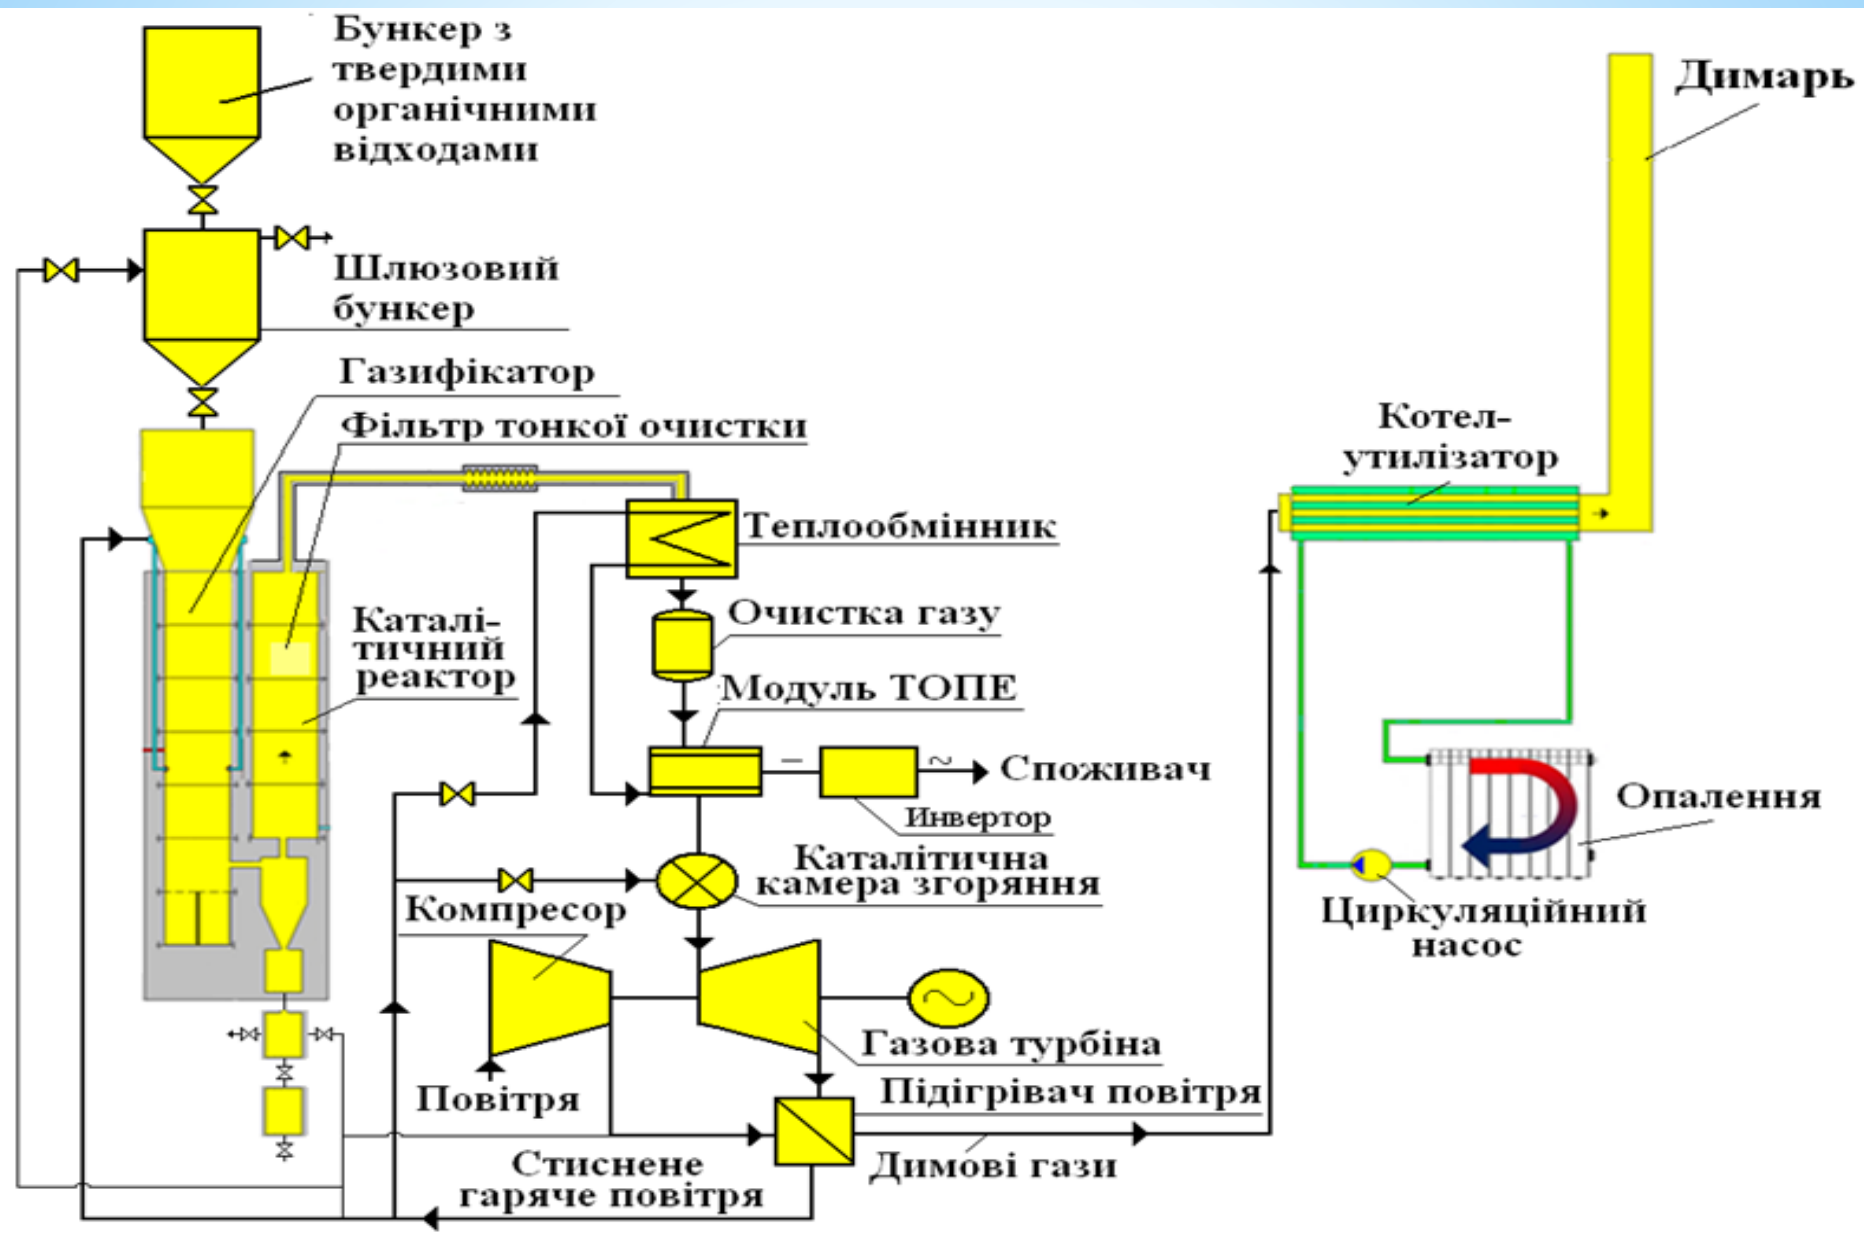 Бункер з
твердими
органічними
відходами
Димарь
Шлюзовий
бункер
Газифікатор
Фільтр тонкої очистки
Котел-
утилізатор
Теплообмінник
Очистка газу
Каталі-
тичний
реактор
Модуль ТОПЕ
–
~
Споживач
Инвертор
Опалення
Каталітична
камера згоряння
Компресор
Циркуляційний
насос
Газова турбіна
Повітря
Підігрівач повітря
Стиснене
гаряче повітря
Димові гази